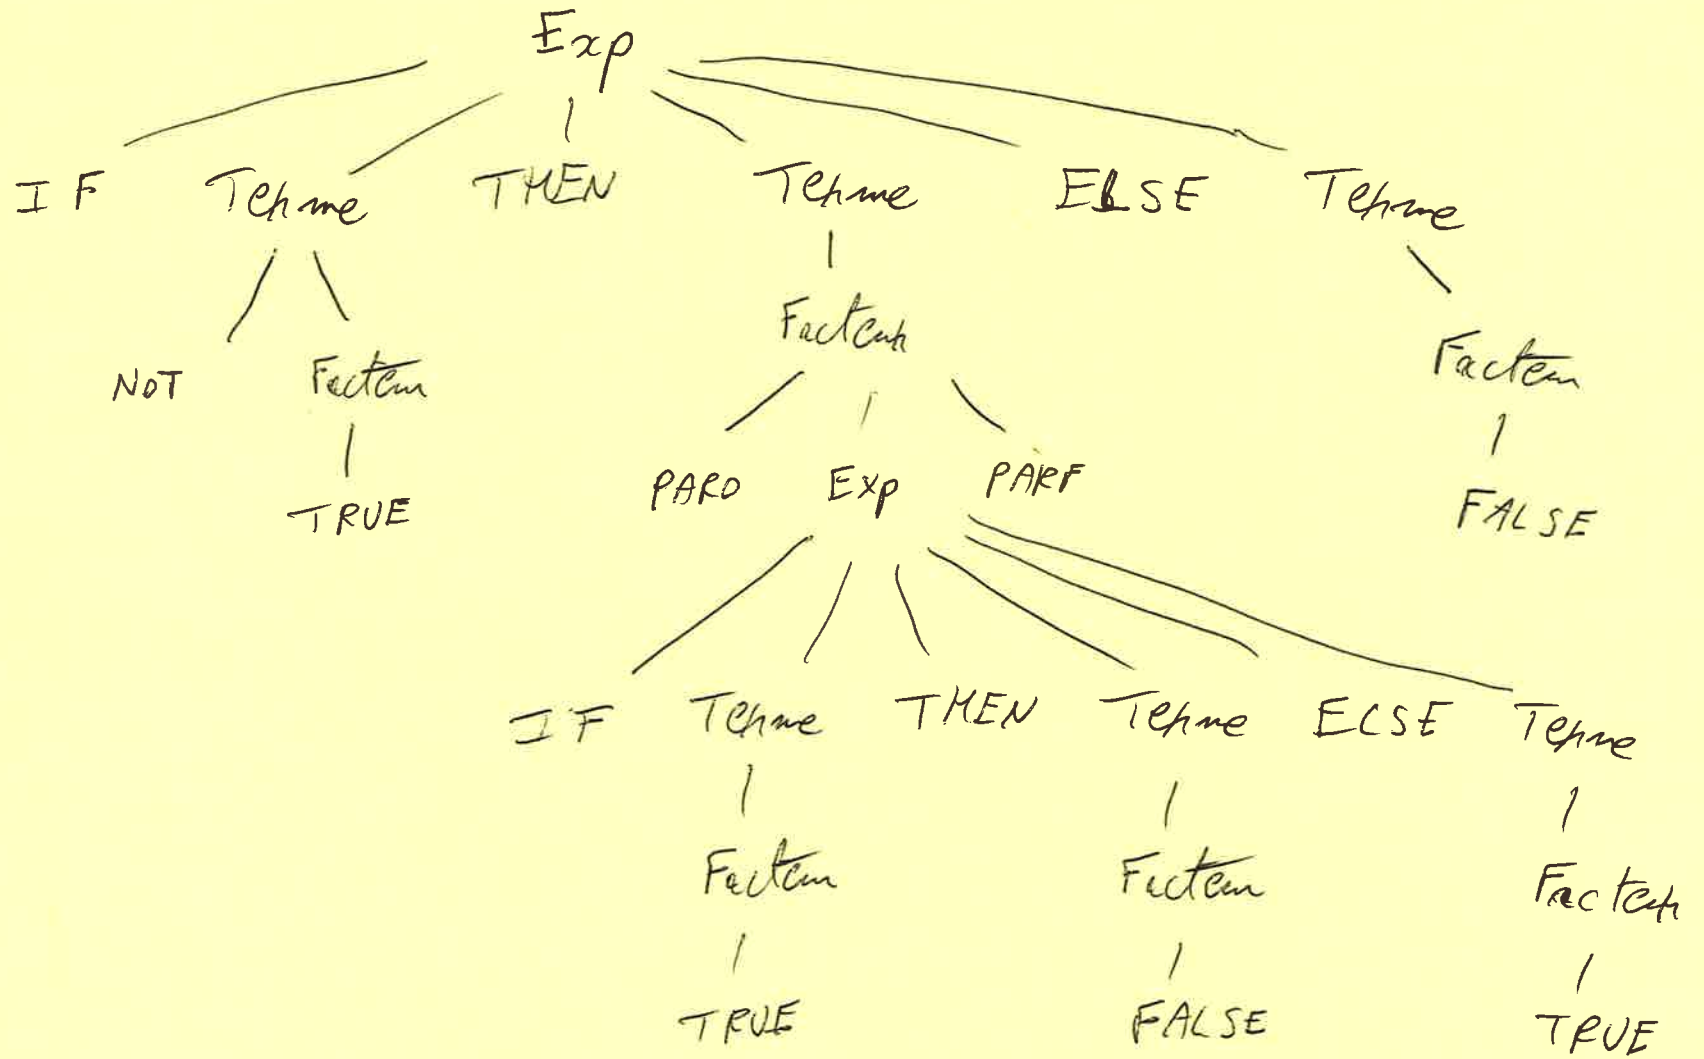 Exp
IF Terme THEN Terme ELSE Terme
Facteur
NOT Facteur Facteur
PARO Exp PARF
TRUE FALSE
IF Terme THEN Terme ELSE Terme
Facteur Facteur Facteur
TRUE FALSE TRUE